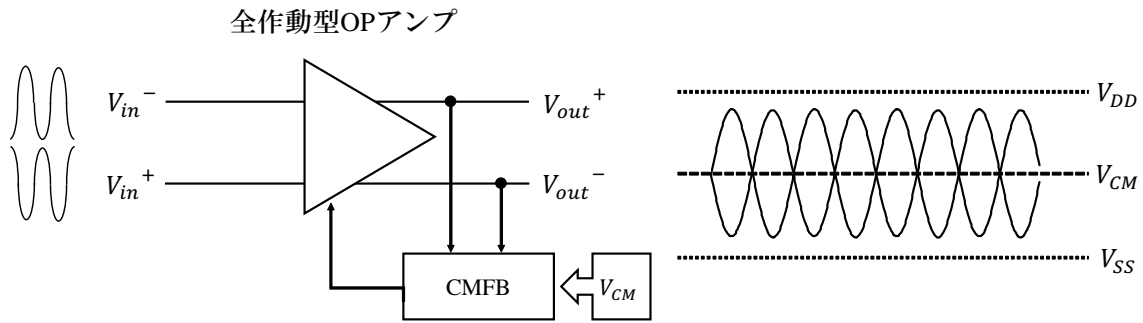 全作動型OPアンプ
V_in^-
V_out^+
V_DD
V_in^+
V_out^-
V_CM
V_SS
CMFB
V_CM